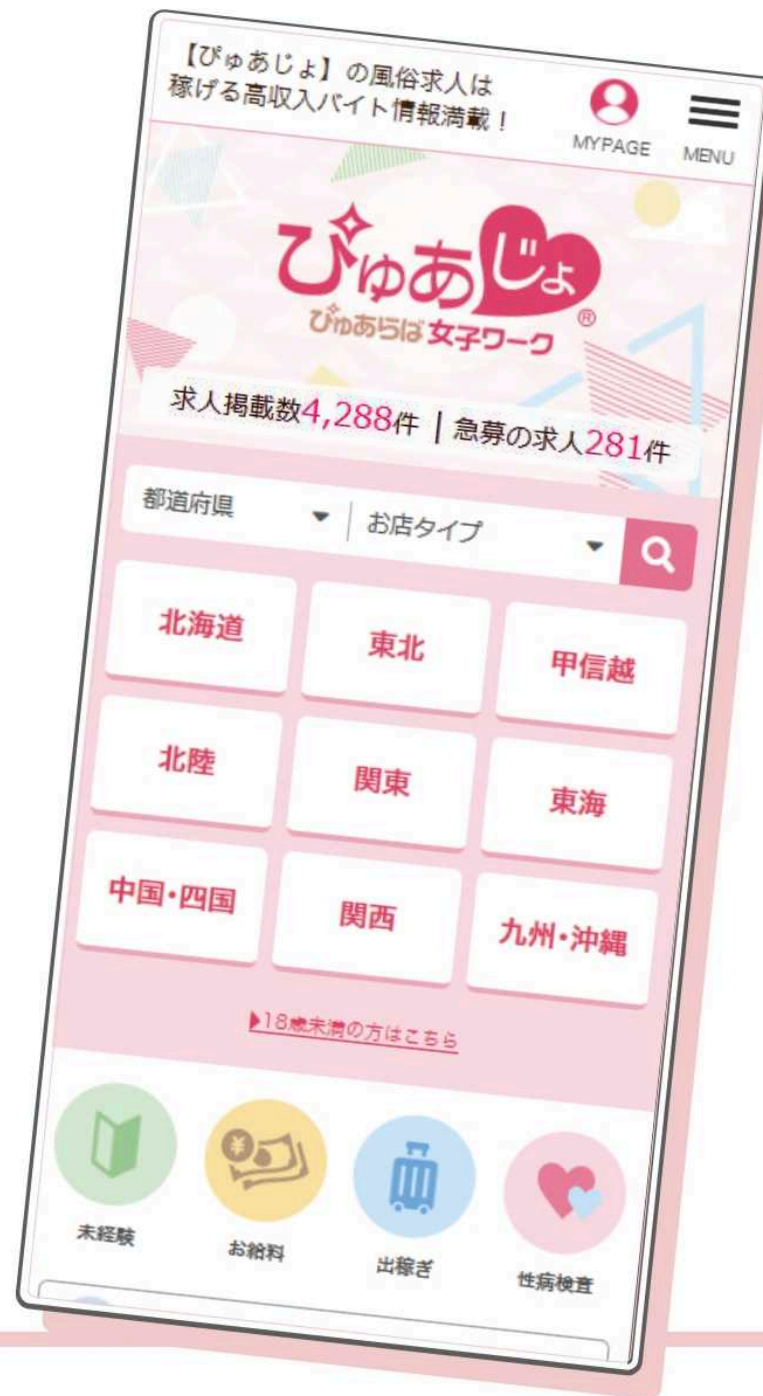 【ぴゅあじょ】の風俗求人は
稼げる高収入バイト情報満載！
MYPAGE
MENU
ぴゅあじょ®
ぴゅあらば女子ワーク
求人掲載数4,288件 | 急募の求人281件
都道府県 ▼ | お店タイプ ▼
北海道 東北 甲信越
北陸 関東 東海
中国・四国 関西 九州・沖縄
▶18歳未満の方はこちら
未経験 お給料 出稼ぎ 性病検査